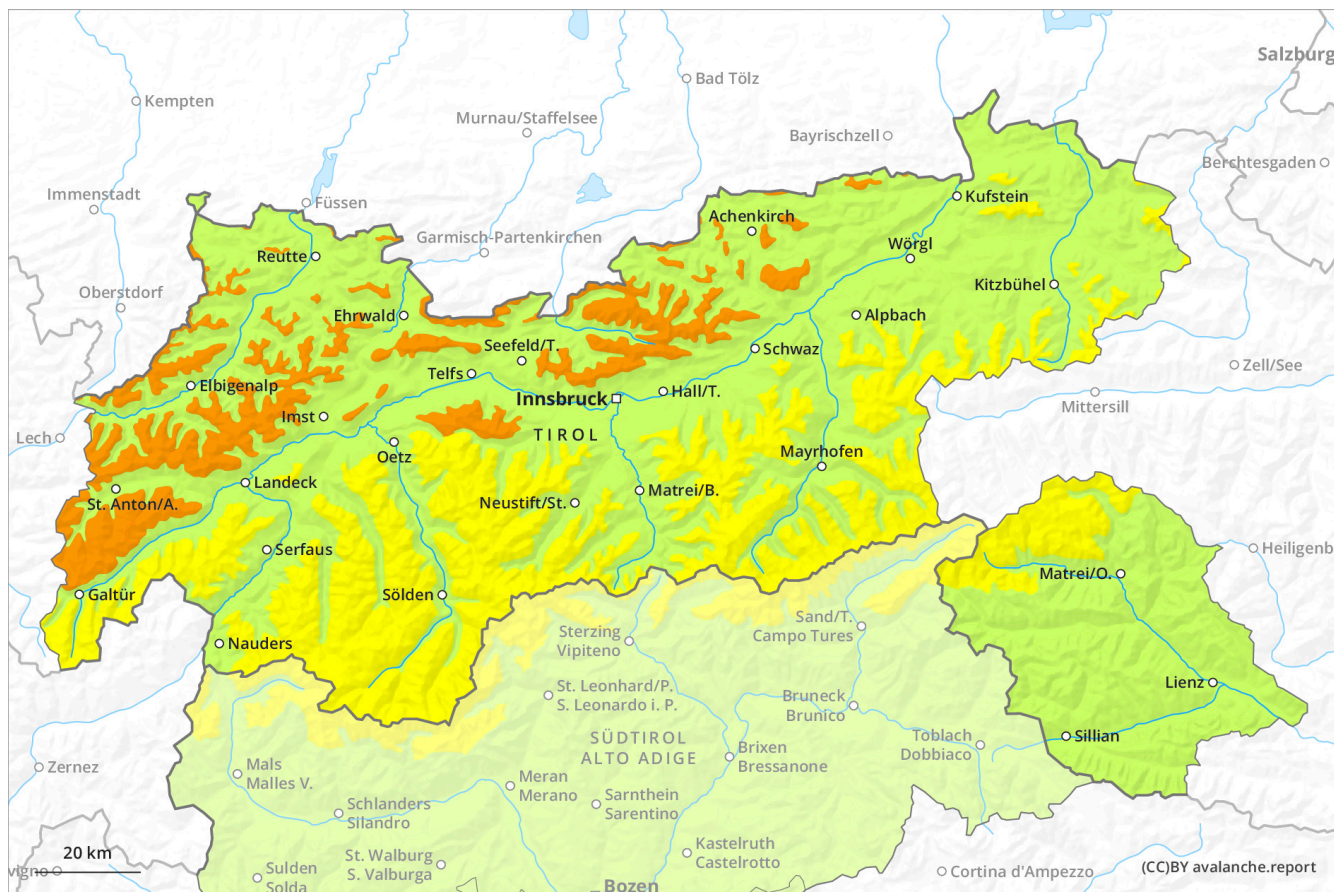 Salzburg
Bad Tölz
Kempten
Murnau/Staffelsee
Bayrischzell
Berchtesgaden
Immenstadt
Füssen
Kufstein
Achenkirch
Garmisch-Partenkirchen
Wörgl
Reutte
Kitzbühel
Oberstdorf
Ehrwald
Alpbach
Seefeld/T.
Schwaz
Zell/See
Telfs
Elbigenalp
Innsbruck
Hall/T.
Mittersill
Imst
Lech
TIROL
Oetz
Mayrhofen
Landeck
St. Anton/A.
Neustift/St.
Matrei/B.
Serfaus
Heiligenb
Matrei/O.
Galtür
Sölden
Sand/T.
Campo Tures
Sterzing
Vipiteno
Nauders
Lienz
St. Leonhard/P.
S. Leonardo i. P.
Bruneck
Brunico
SÜDTIROL
ALTO ADIGE
Toblach
Dobbiaco
Sillian
Brixen
Bressanone
Zernez
Mals
Malles V.
Meran
Merano
Sarnthein
Sarentino
Schlanders
Silandro
Kastelruth
Castelrotto
20 km
St. Walburg
S. Valburga
vigno
Sulden
Solda
Cortina d'Ampezzo
(CC)BY avalanche.report
Bozen